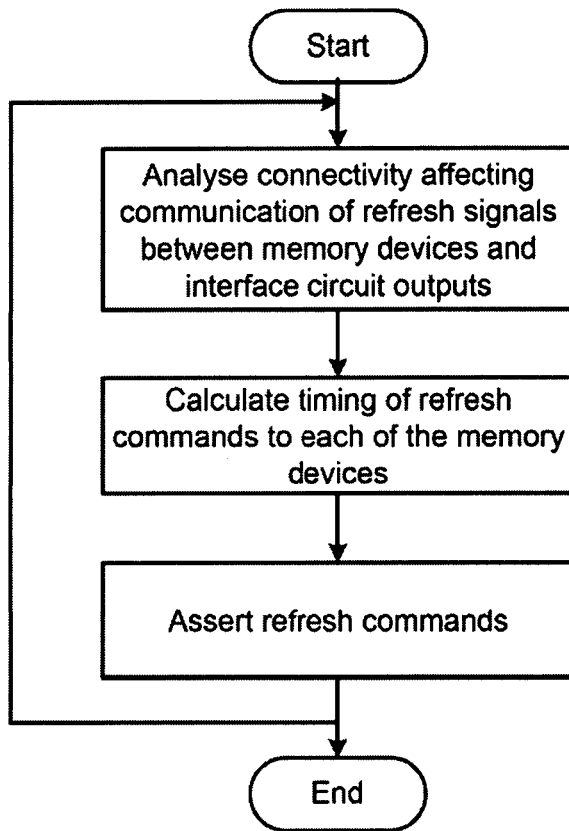 Start
Analyse connectivity affecting
communication of refresh signals
between memory devices and
interface circuit outputs
Calculate timing of refresh
commands to each of the memory
devices
Assert refresh commands
End